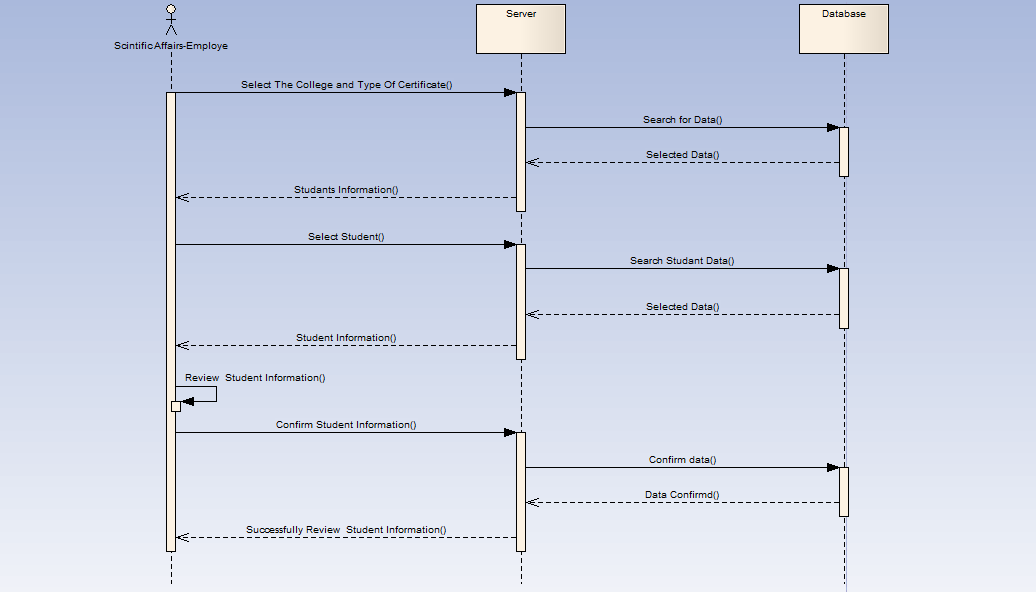 Server
Database
ScintificAffairs-Employe
Select The College and Type Of Certificate()
Search for Data()
Selected Data()
Studants Information()
Select Student()
Search Studant Data()
Selected Data()
Student Information()
Review  Student Information()
Confirm Student Information()
Confirm data()
Data Confirmd()
Successfully Review  Student Information()